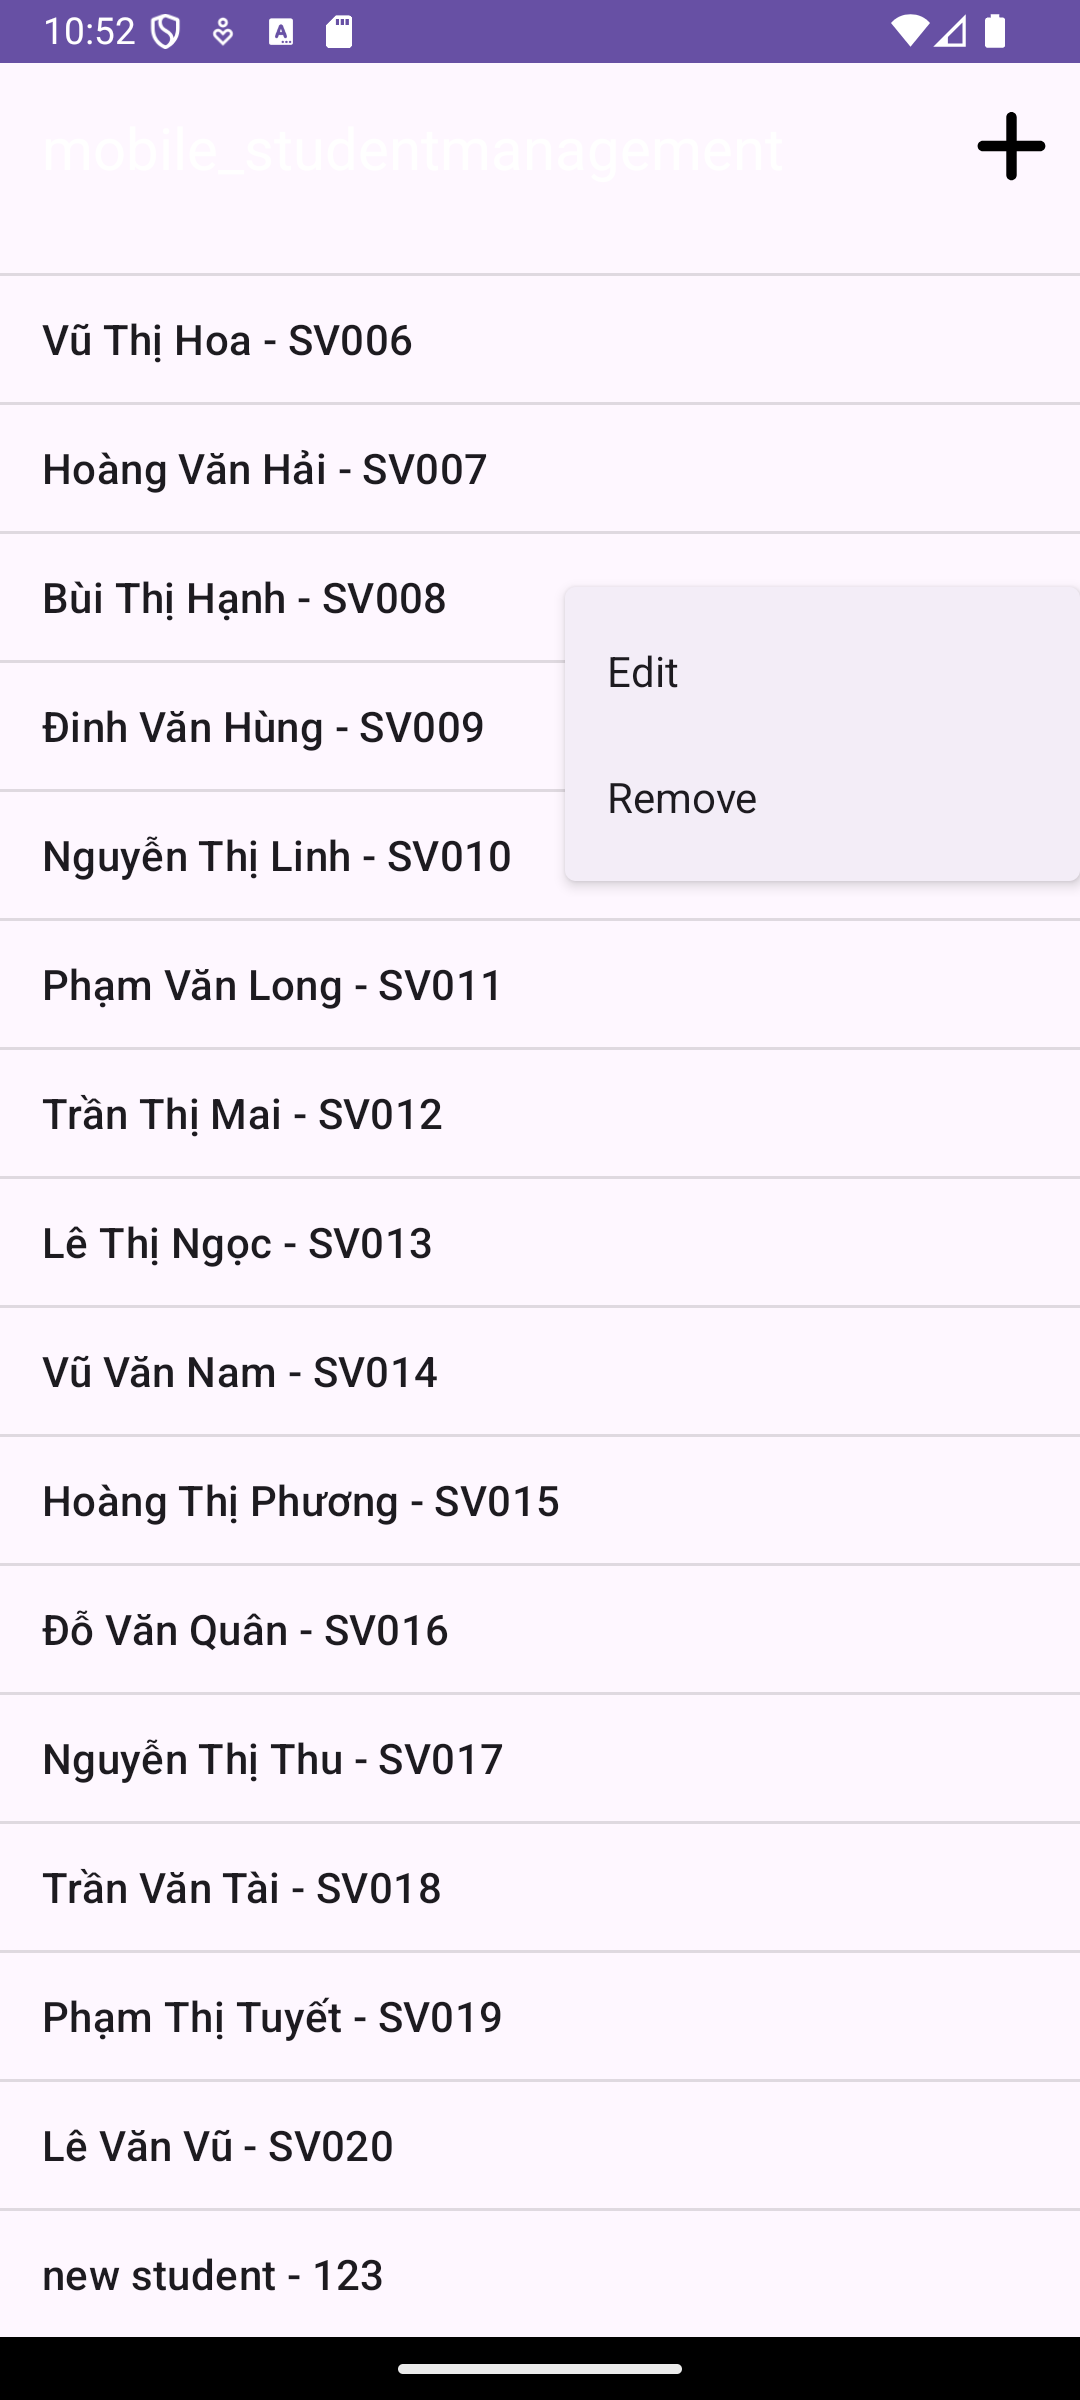 10:52
mobile_studentmanagement
Vũ Thị Hoa - SV006
Hoàng Văn Hải - SV007
Bùi Thị Hạnh - SV008
Edit
Đinh Văn Hùng - SV009
Remove
Nguyễn Thị Linh - SV010
Phạm Văn Long - SV011
Trần Thị Mai - SV012
Lê Thị Ngọc - SV013
Vũ Văn Nam - SV014
Hoàng Thị Phương - SV015
Đỗ Văn Quân - SV016
Nguyễn Thị Thu - SV017
Trần Văn Tài - SV018
Phạm Thị Tuyết - SV019
Lê Văn Vũ - SV020
new student - 123